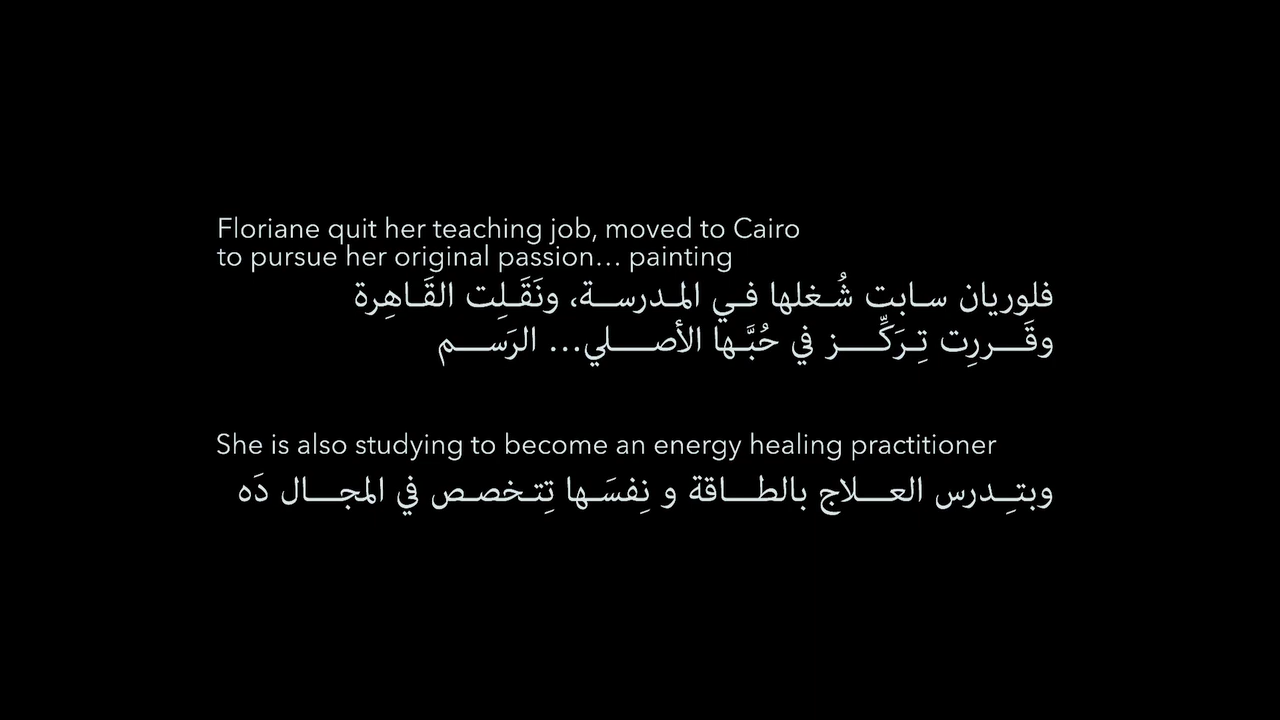 Floriane quit her teaching job, moved to Cairo
to pursue her original passion... painting
فلوريان سابت شُغلها في المدرسة، ونَقَلِت القَاهِرة
وقَررِت تِرَكِّز في حُبَّها الأصلي... الرَسم
She is also studying to become an energy healing practitioner
وبتِدرس العلاج بالطاقة و نِفسَها تِتخصص في المجال دَه